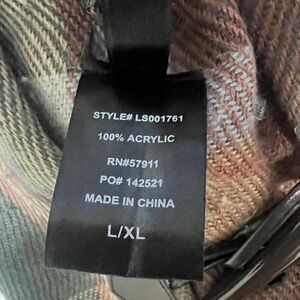 STYLE# LS001761
100% ACRYLIC
RN#57911
PO# 142521
MADE IN CHINA
L/XL